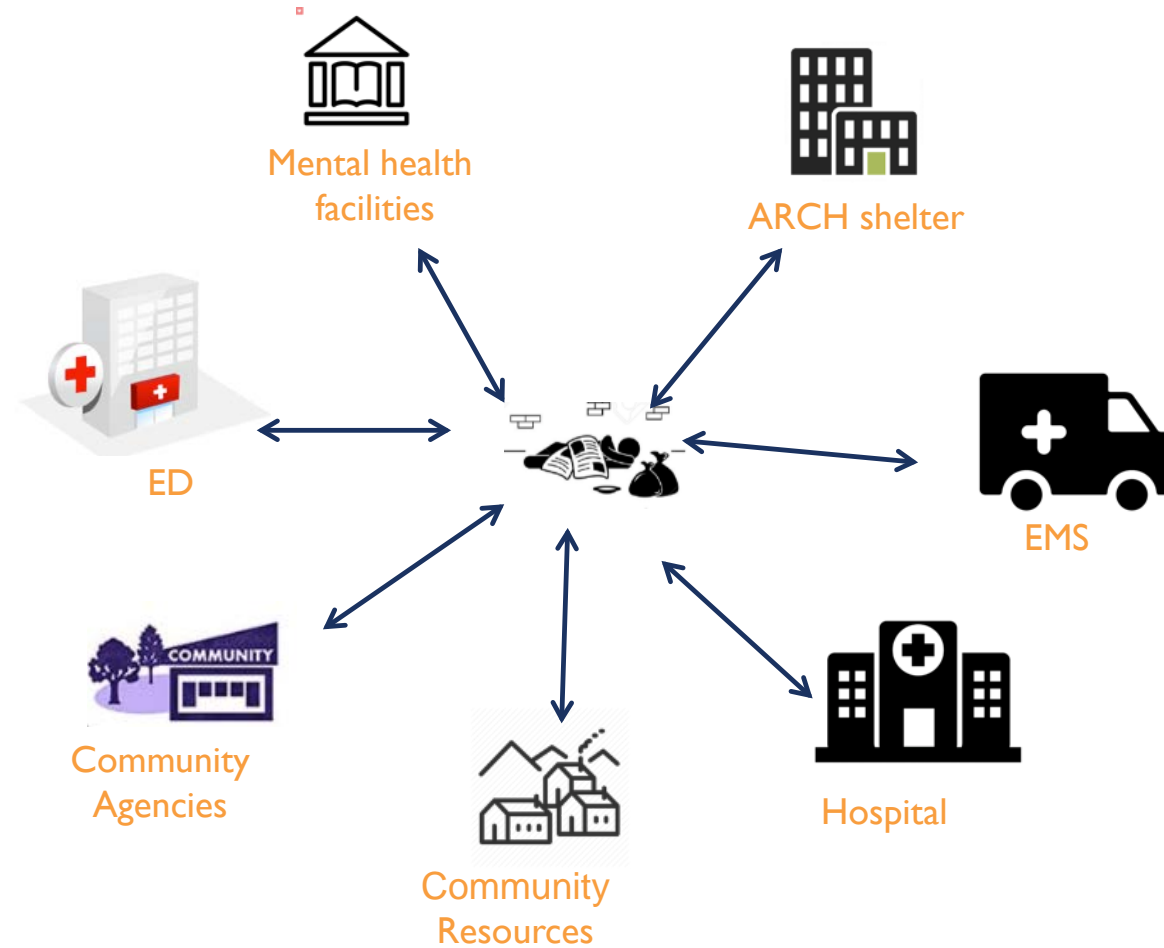 Mental health
facilities
ARCH shelter
ED
EMS
COMMUNITY
Community
Agencies
Hospital
Community
Resources